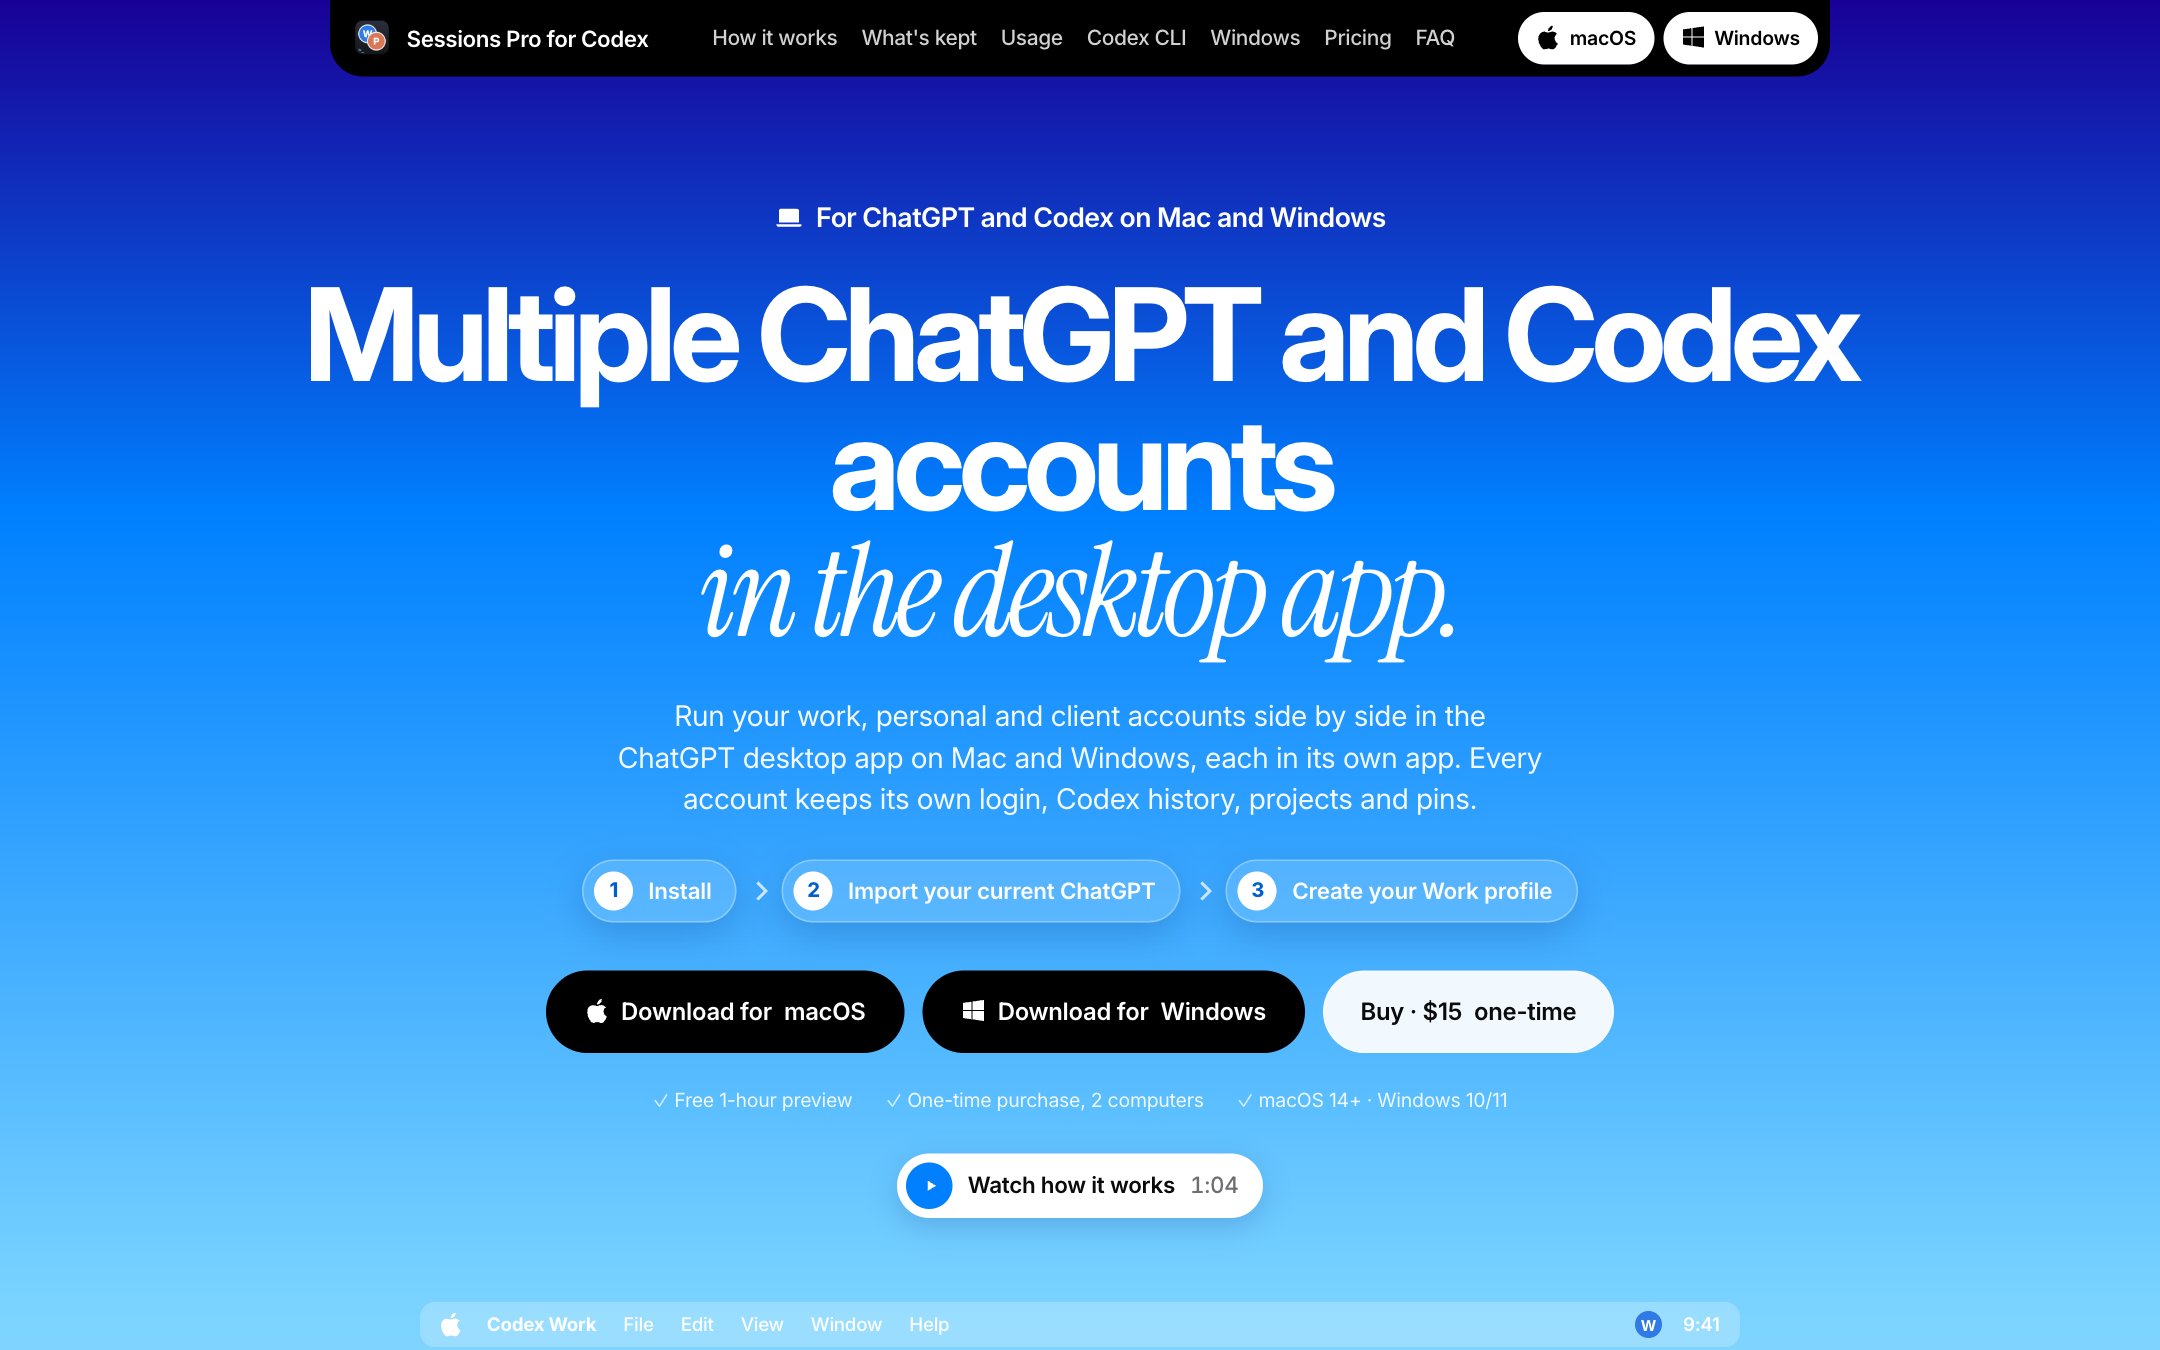 Sessions Pro for Codex How it works What's kept Usage Codex CLI Windows Pricing FAQ macOS Windows
For ChatGPT and Codex on Mac and Windows
Multiple ChatGPT and Codex
accounts
in the desktop app.
Run your work, personal and client accounts side by side in the
ChatGPT desktop app on Mac and Windows, each in its own app. Every
account keeps its own login, Codex history, projects and pins.
1 Install 2 Import your current ChatGPT 3 Create your Work profile
Download for macOS Download for Windows Buy · $15 one-time
✓ Free 1-hour preview ✓ One-time purchase, 2 computers ✓ macOS 14+ · Windows 10/11
Watch how it works 1:04
Codex Work File Edit View Window Help W 9:41